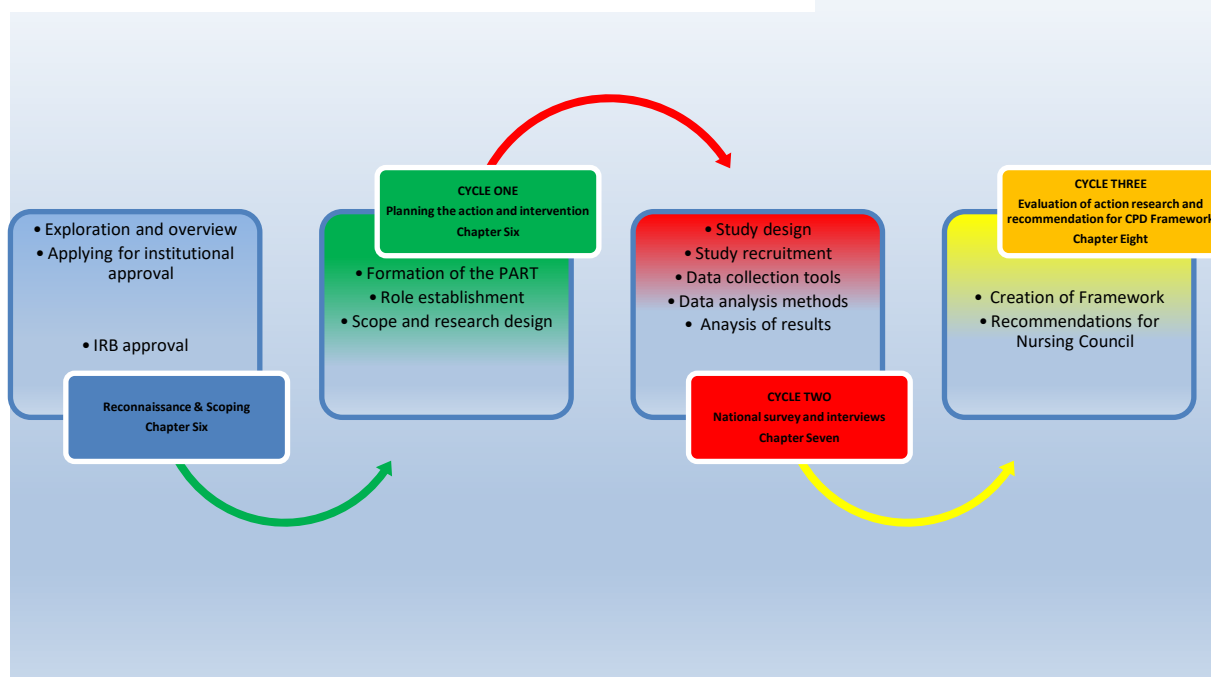 • Exploration and overview
• Applying for institutional
approval
• IRB approval
Reconnaissance & Scoping
Chapter Six
CYCLE ONE
Planning the action and intervention
Chapter Six
• Formation of the PART
• Role establishment
• Scope and research design
• Study design
• Study recruitment
• Data collection tools
• Data analysis methods
• Anaysis of results
CYCLE TWO
National survey and interviews
Chapter Seven
CYCLE THREE
Evaluation of action research and
recommendation for CPD Framework
Chapter Eight
• Creation of Framework
• Recommendations for
Nursing Council